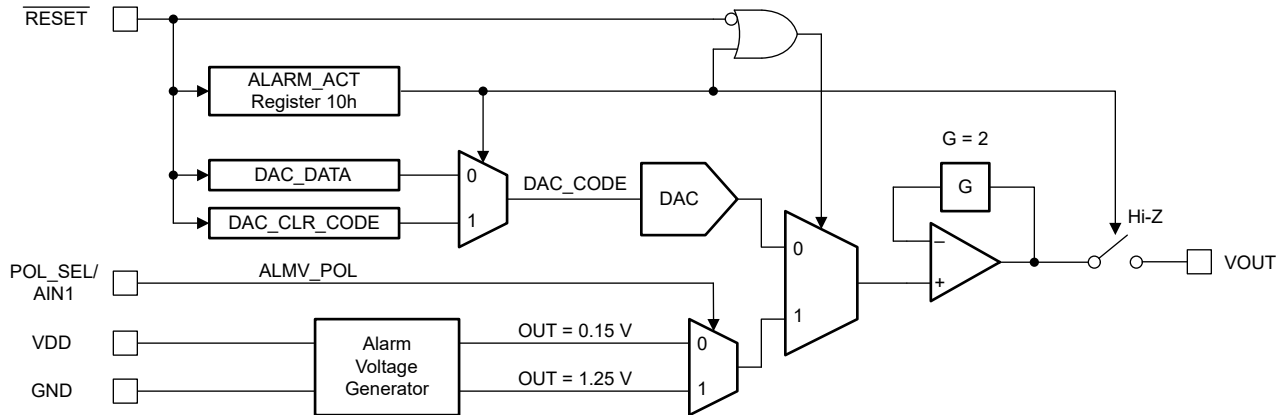 RESET
ALARM_ACT
Register 10h
G = 2
DAC_DATA
0
DAC_CODE
DAC
G
DAC_CLR_CODE
1
Hi-Z
0
–
+
VOUT
POL_SEL/
AIN1
ALMV_POL
1
VDD
Alarm
Voltage
Generator
OUT = 0.15 V
0
GND
OUT = 1.25 V
1